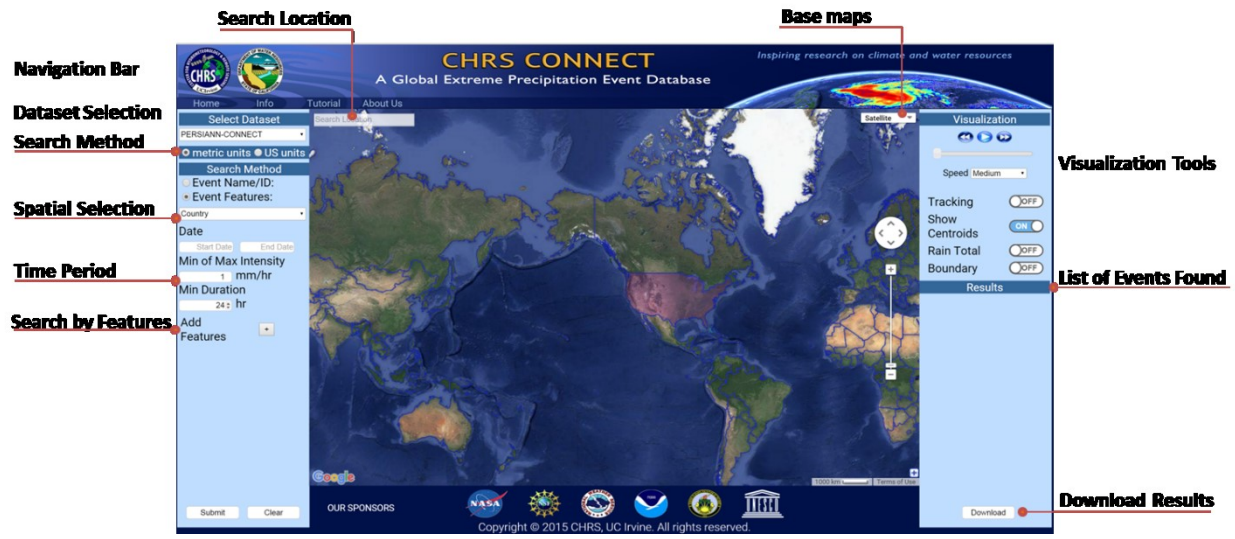 Search Location
Base maps
CHRS CONNECT
Inspiring research on climate and water resources
A Global Extreme Precipitation Event Database
CHRS
Navigation Bar
Home Info Tutorial About Us
Dataset Selection
Select Dataset
Search Location
Satellite
Visualization
PERSIANN-CONNECT
Search Method
metric units US units
Visualization Tools
Search Method
Event Name/ID:
Event Features:
Speed Medium
Spatial Selection
Country
Tracking OFF
Date
Show Centroids ON
Start Date End Date
Rain Total OFF
Min of Max Intensity
Boundary OFF
Time Period
1 mm/hr
List of Events Found
Min Duration
Results
24 hr
Search by Features
Add Features +
Google
1000 km Terms of Use
Submit Clear
OUR SPONSORS
NASA
Download Results
Download
Copyright © 2015 CHRS, UC Irvine. All rights reserved.